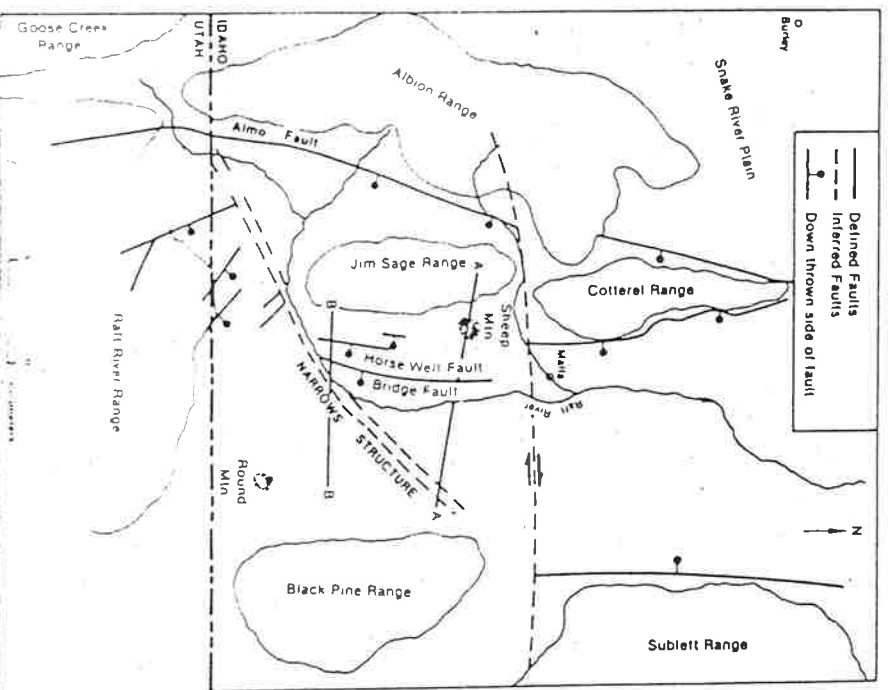 Goose Creek
Range
UTAH
IDAHO
Burley
Snake River Plain
Albion Range
Defined Faults
Inferred Faults
Down thrown side of fault
Almo Fault
Jim Sage Range
A
B
Sheep
Mtn
Cotterel Range
Malta
Raft
River
Horse Well Fault
Bridge Fault
NARROWS STRUCTURE
A
B
Round
Mtn
N
Raft River Range
Black Pine Range
Sublett Range